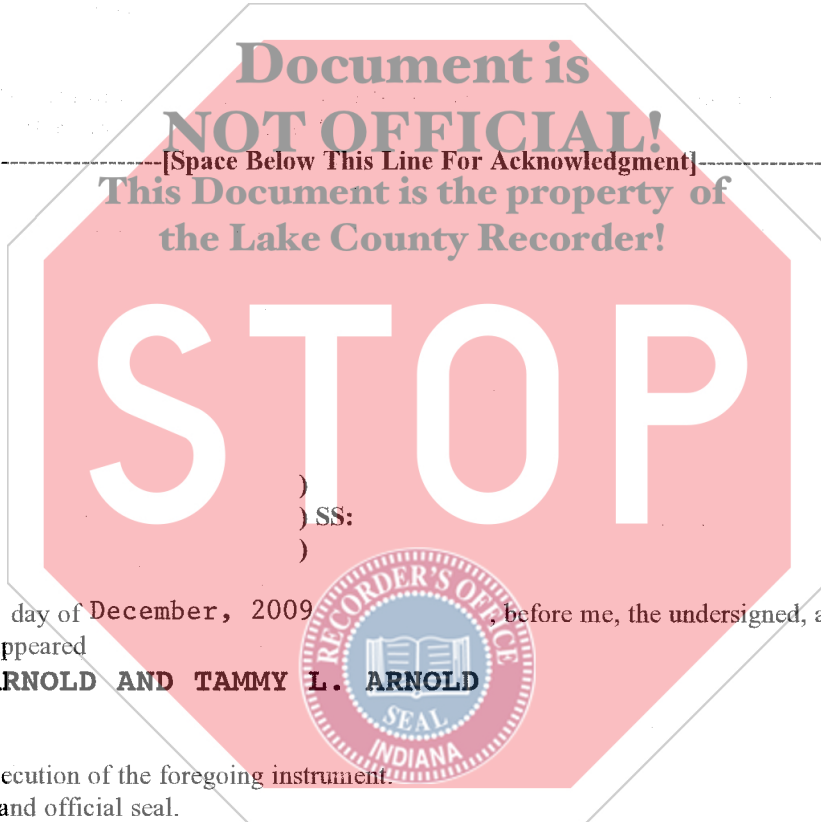 Document is
NOT OFFICIAL!
[Space Below This Line For Acknowledgment]
This Document is the property of
the Lake County Recorder!
STOP
)
) SS:
)
day of December, 2009, before me, the undersigned, a
ppeared
RNOLD AND TAMMY L. ARNOLD
RECORDER'S OFFICE
SEAL
INDIANA
ecution of the foregoing instrument.
and official seal.